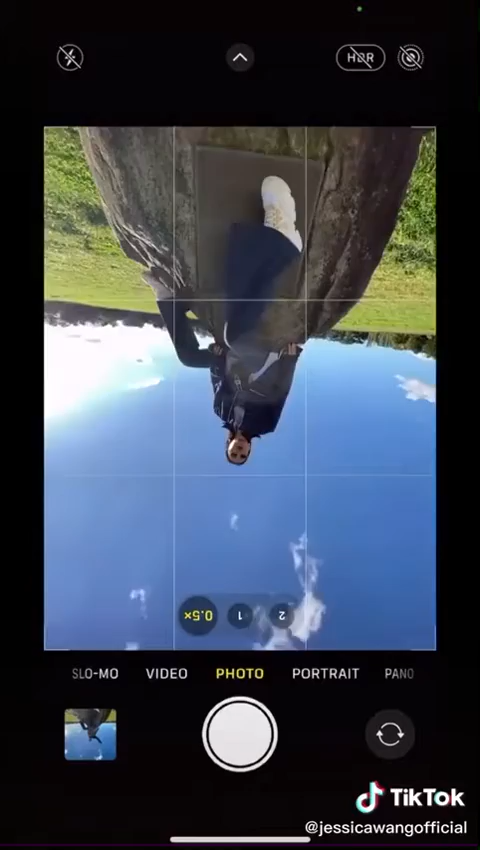 HDR
0.5×
1
2
SLO-MO VIDEO PHOTO PORTRAIT PANO
TikTok
@jessicawangofficial